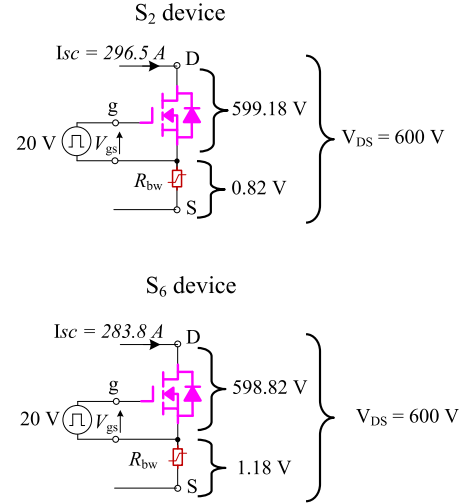 S₂ device
Isc = 296.5 A
D
g
599.18 V
20 V
Vgs
VDS = 600 V
Rbw
0.82 V
S
S₆ device
Isc = 283.8 A
D
g
598.82 V
20 V
Vgs
VDS = 600 V
Rbw
1.18 V
S